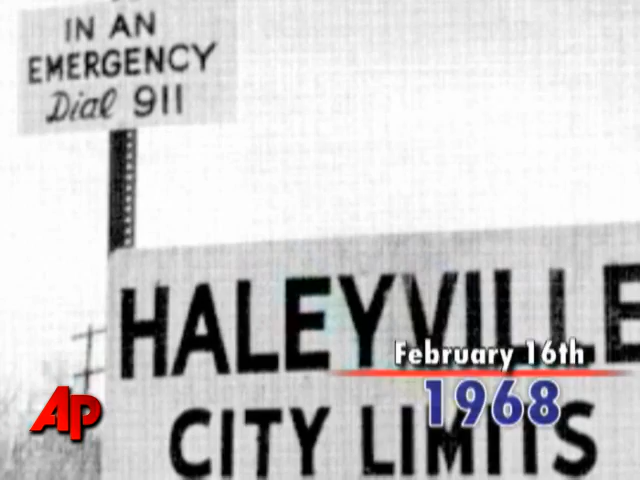 IN AN
EMERGENCY
Dial 911
HALEYVILLE
February 16th
1968
CITY LIMITS
AP